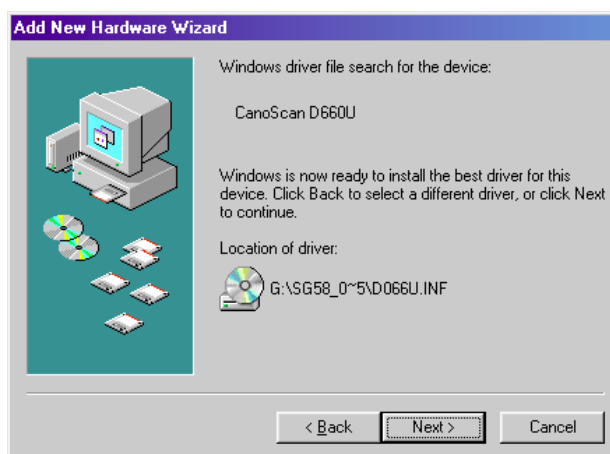 Add New Hardware Wizard
Windows driver file search for the device:
CanoScan D660U
Windows is now ready to install the best driver for this
device. Click Back to select a different driver, or click Next
to continue.
Location of driver:
G:\SG58_0~5\D066U.INF
< Back
Next >
Cancel